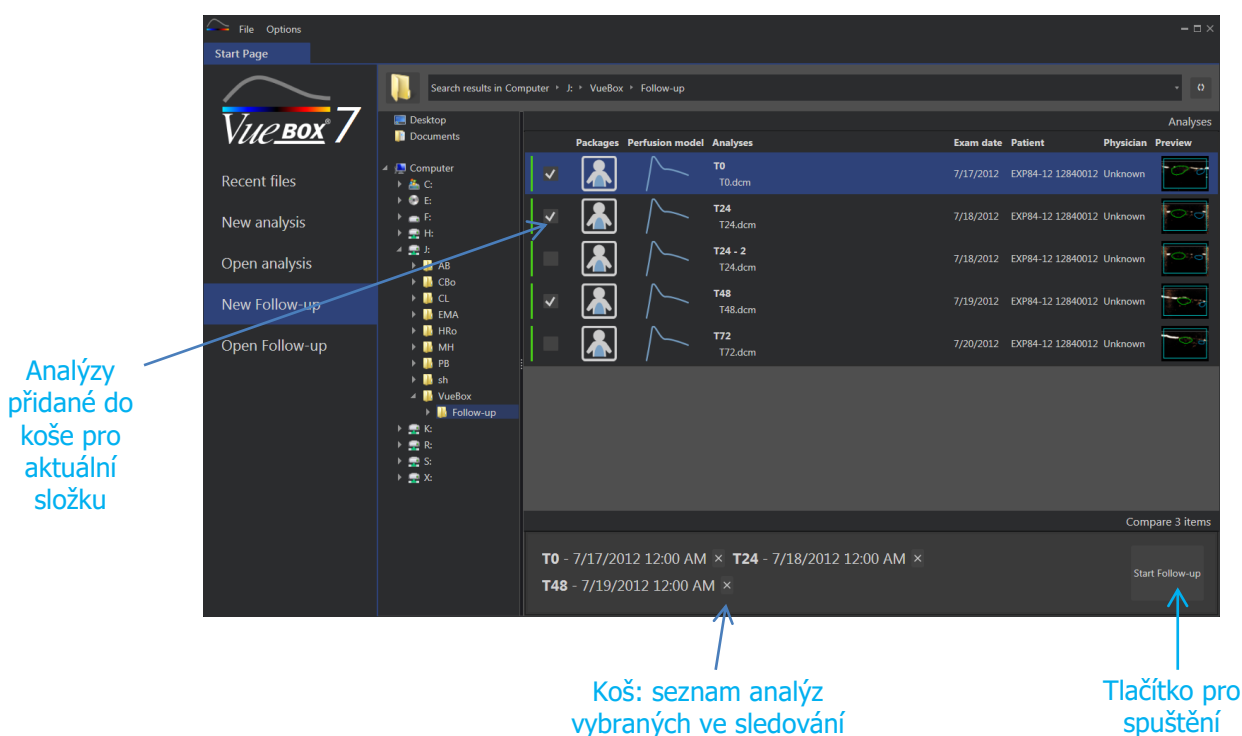 File Options
Start Page
VUEBOX® 7
Search results in Computer J: VueBox Follow-up
Recent files
New analysis
Open analysis
New Follow-up
Open Follow-up
Desktop
Documents
Computer
C:
E:
F:
H:
J:
AB
CBo
CL
EMA
HRo
MH
PB
sh
VueBox
Follow-up
K:
R:
S:
X:
Analyses
Packages Perfusion model Analyses Exam date Patient Physician Preview
T0
T0.dcm
7/17/2012 EXP84-12 12840012 Unknown
T24
T24.dcm
7/18/2012 EXP84-12 12840012 Unknown
T24 - 2
T24.dcm
7/18/2012 EXP84-12 12840012 Unknown
T48
T48.dcm
7/19/2012 EXP84-12 12840012 Unknown
T72
T72.dcm
7/20/2012 EXP84-12 12840012 Unknown
Compare 3 items
T0 - 7/17/2012 12:00 AM × T24 - 7/18/2012 12:00 AM ×
T48 - 7/19/2012 12:00 AM ×
Start Follow-up
Analýzy
přidané do
koše pro
aktuální
složku
Koš: seznam analýz
vybraných ve sledování
Tlačítko pro
spuštění